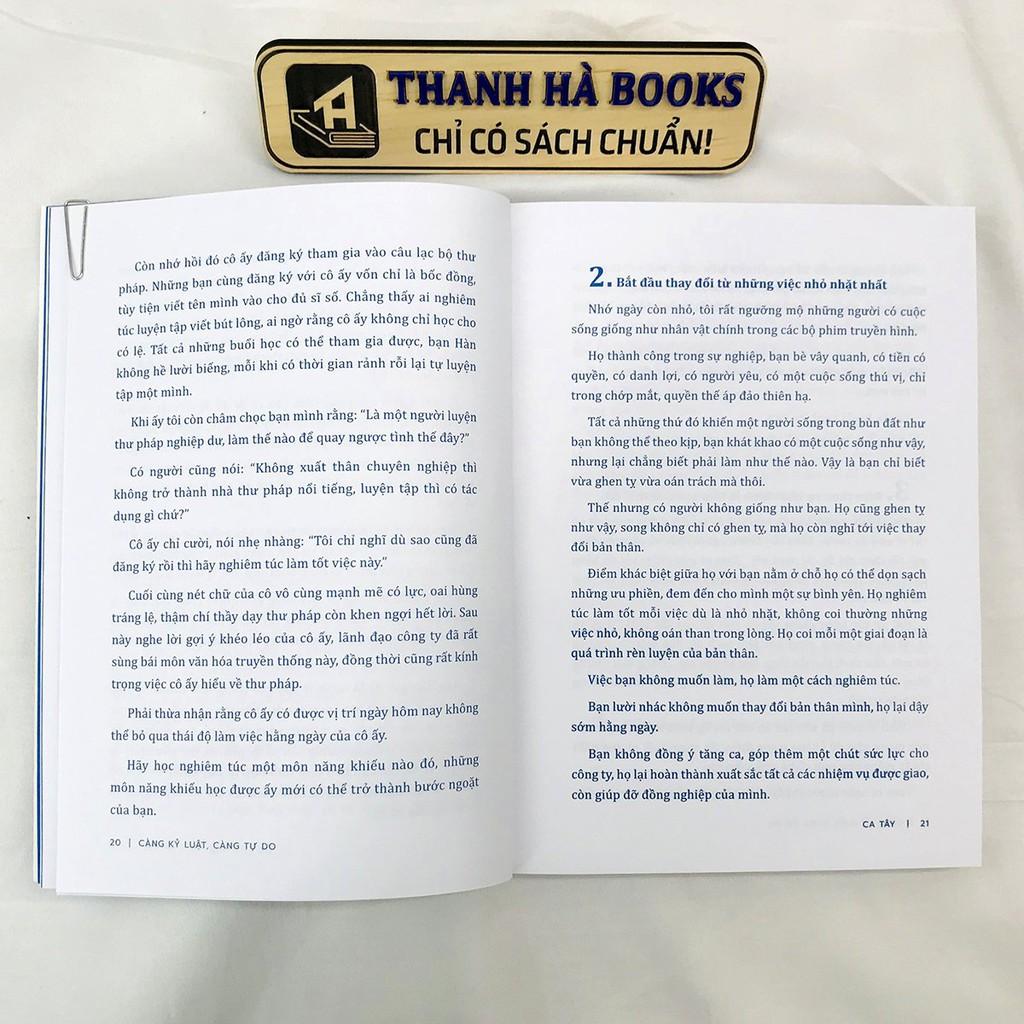 THANH HÀ BOOKS
CHỈ CÓ SÁCH CHUẨN!
Còn nhớ hồi đó cô ấy đăng ký tham gia vào câu lạc bộ thư
pháp. Những bạn cùng đăng ký với cô ấy vốn chỉ là bốc đồng,
tùy tiện viết tên mình vào cho đủ sĩ số. Chẳng thấy ai nghiêm
túc luyện tập viết bút lông, ai ngờ rằng cô ấy không chỉ học cho
có lệ. Tất cả những buổi học có thể tham gia được, bạn Hàn
không hề lười biếng, mỗi khi có thời gian rảnh rỗi lại tự luyện
tập một mình.
Khi ấy tôi còn châm chọc bạn mình rằng: “Là một người luyện
thư pháp nghiệp dư, làm thế nào để quay ngược tình thế đây?”
Có người cũng nói: “Không xuất thân chuyên nghiệp thì
không trở thành nhà thư pháp nổi tiếng, luyện tập thì có tác
dụng gì chứ?”
Cô ấy chỉ cười, nói nhẹ nhàng: “Tôi chỉ nghĩ dù sao cũng đã
đăng ký rồi thì hãy nghiêm túc làm tốt việc này.”
Cuối cùng nét chữ của cô vô cùng mạnh mẽ có lực, oai hùng
tráng lệ, thậm chí thầy dạy thư pháp còn khen ngợi hết lời. Sau
này nghe lời gợi ý khéo léo của cô ấy, lãnh đạo công ty đã rất
sùng bái môn văn hóa truyền thống này, đồng thời cũng rất kính
trọng việc cô ấy hiểu về thư pháp.
Phải thừa nhận rằng cô ấy có được vị trí ngày hôm nay không
thể bỏ qua thái độ làm việc hằng ngày của cô ấy.
Hãy học nghiêm túc một môn năng khiếu nào đó, những
môn năng khiếu học được ấy mới có thể trở thành bước ngoặt
của bạn.
20 | CÀNG KỶ LUẬT, CÀNG TỰ DO
2. Bắt đầu thay đổi từ những việc nhỏ nhặt nhất
Nhớ ngày còn nhỏ, tôi rất ngưỡng mộ những người có cuộc
sống giống như nhân vật chính trong các bộ phim truyền hình.
Họ thành công trong sự nghiệp, bạn bè vây quanh, có tiền có
quyền, có danh lợi, có người yêu, có một cuộc sống thú vị, chỉ
trong chớp mắt, quyền thế áp đảo thiên hạ.
Tất cả những thứ đó khiến một người sống trong bùn đất như
bạn không thể theo kịp, bạn khát khao có một cuộc sống như vậy,
nhưng lại chẳng biết phải làm như thế nào. Vậy là bạn chỉ biết
vừa ghen tỵ vừa oán trách mà thôi.
Thế nhưng có người không giống như bạn. Họ cũng ghen tỵ
như vậy, song không chỉ có ghen tỵ, mà họ còn nghĩ tới việc thay
đổi bản thân.
Điểm khác biệt giữa họ với bạn nằm ở chỗ họ có thể dọn sạch
những ưu phiền, đem đến cho mình một sự bình yên. Họ nghiêm
túc làm tốt mỗi việc dù là nhỏ nhặt, không coi thường những
việc nhỏ, không oán than trong lòng. Họ coi mỗi một giai đoạn là
quá trình rèn luyện của bản thân.
Việc bạn không muốn làm, họ làm một cách nghiêm túc.
Bạn lười nhác không muốn thay đổi bản thân mình, họ lại dậy
sớm hằng ngày.
Bạn không đồng ý tăng ca, góp thêm một chút sức lực cho
công ty, họ lại hoàn thành xuất sắc tất cả các nhiệm vụ được giao,
còn giúp đỡ đồng nghiệp của mình.
CA TÂY | 21